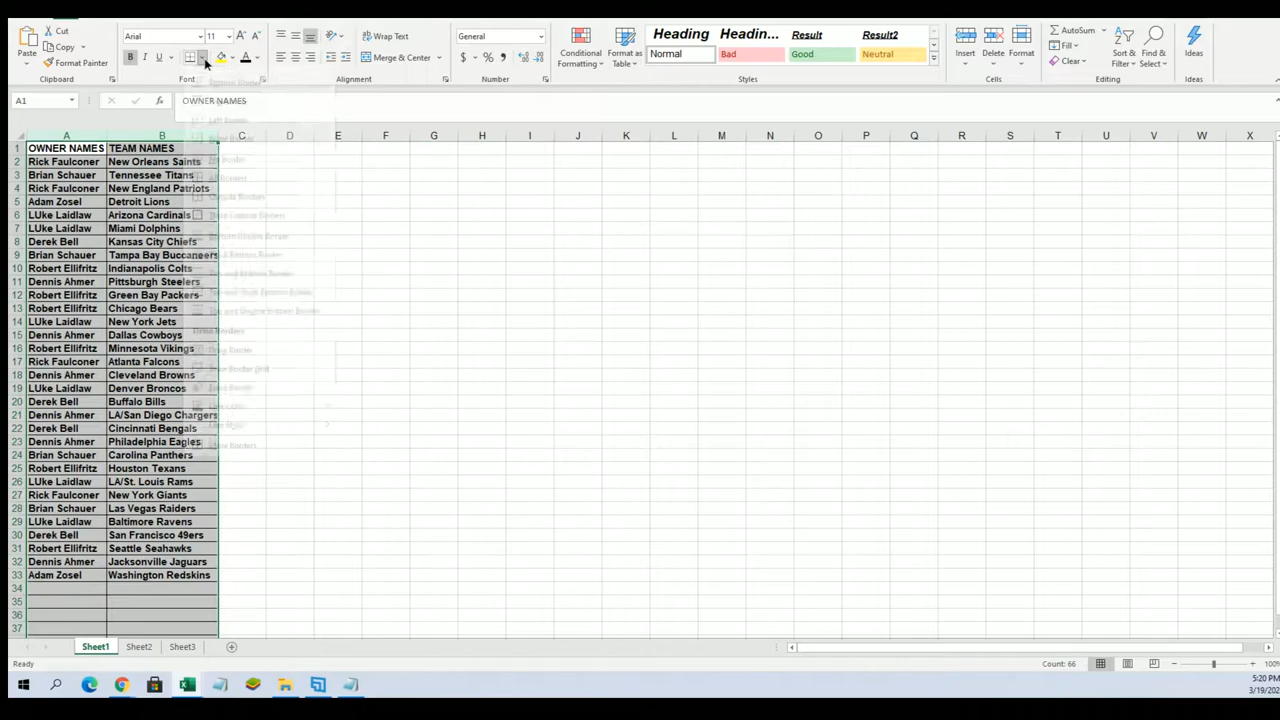 Cut
Copy
Format Painter
Paste
Clipboard
Arial 11
B I U
Font
Wrap Text
Merge & Center
Alignment
General
$ % ,
Number
Conditional Formatting
Format as Table
Heading Headin... Result Result2
Normal Bad Good Neutral
Styles
Insert Delete Format
Cells
AutoSum
Fill
Clear
Sort & Filter
Find & Select
Ideas
Ideas
A1 fx OWNER NAMES
A B C D E F G H I J K L M N O P Q R S T U V W X
1 OWNER NAMES TEAM NAMES
2 Rick Faulconer New Orleans Saints
3 Brian Schauer Tennessee Titans
4 Rick Faulconer New England Patriots
5 Adam Zosel Detroit Lions
6 LUke Laidlaw Arizona Cardinals
7 LUke Laidlaw Miami Dolphins
8 Derek Bell Kansas City Chiefs
9 Brian Schauer Tampa Bay Buccaneers
10 Robert Ellifritz Indianapolis Colts
11 Dennis Ahmer Pittsburgh Steelers
12 Robert Ellifritz Green Bay Packers
13 Robert Ellifritz Chicago Bears
14 LUke Laidlaw New York Jets
15 Dennis Ahmer Dallas Cowboys
16 Robert Ellifritz Minnesota Vikings
17 Rick Faulconer Atlanta Falcons
18 Dennis Ahmer Cleveland Browns
19 LUke Laidlaw Denver Broncos
20 Derek Bell Buffalo Bills
21 Dennis Ahmer LA/San Diego Chargers
22 Derek Bell Cincinnati Bengals
23 Dennis Ahmer Philadelphia Eagles
24 Brian Schauer Carolina Panthers
25 Robert Ellifritz Houston Texans
26 LUke Laidlaw LA/St. Louis Rams
27 Rick Faulconer New York Giants
28 Brian Schauer Las Vegas Raiders
29 LUke Laidlaw Baltimore Ravens
30 Derek Bell San Francisco 49ers
31 Robert Ellifritz Seattle Seahawks
32 Dennis Ahmer Jacksonville Jaguars
33 Adam Zosel Washington Redskins
34
35
36
37
Sheet1 Sheet2 Sheet3
Ready Count: 66 100%
5:20 PM
3/19/202